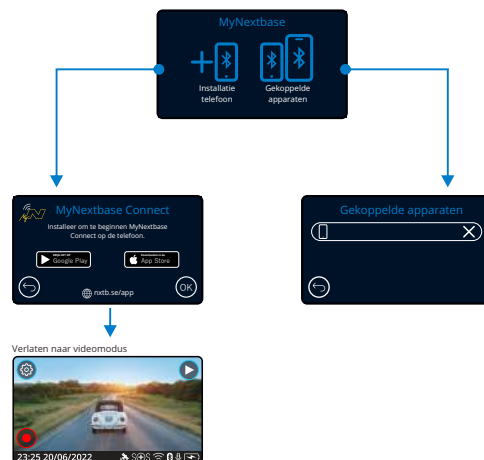 MyNextbase
Installatie
telefoon
Gekoppelde
apparaten
MyNextbase Connect
Installeer om te beginnen MyNextbase
Connect op de telefoon.
Google Play
App Store
nxtb.se/app
OK
Gekoppelde apparaten
Verlaten naar videomodus
23:25 20/06/2022
SOS